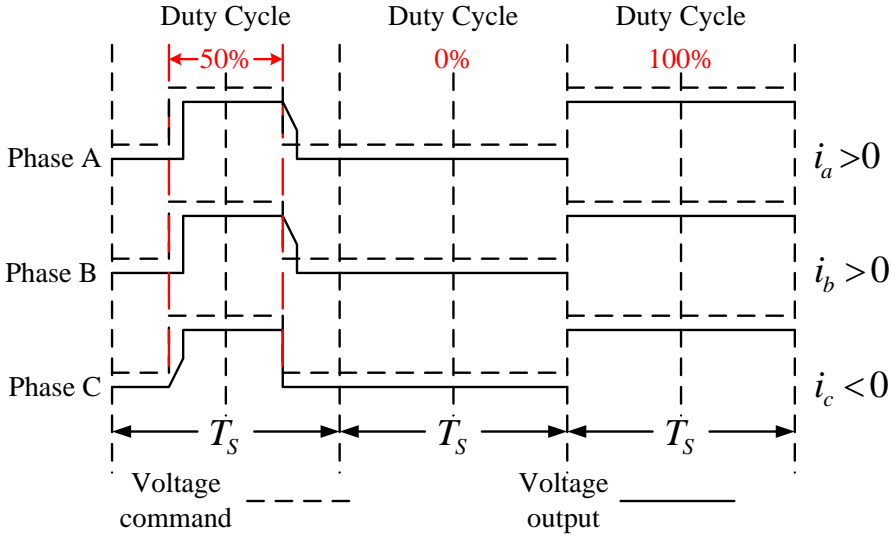 Duty Cycle Duty Cycle Duty Cycle
50% 0% 100%
Phase A i_a>0
Phase B i_b>0
Phase C i_c<0
T_S T_S T_S
Voltage command
Voltage output